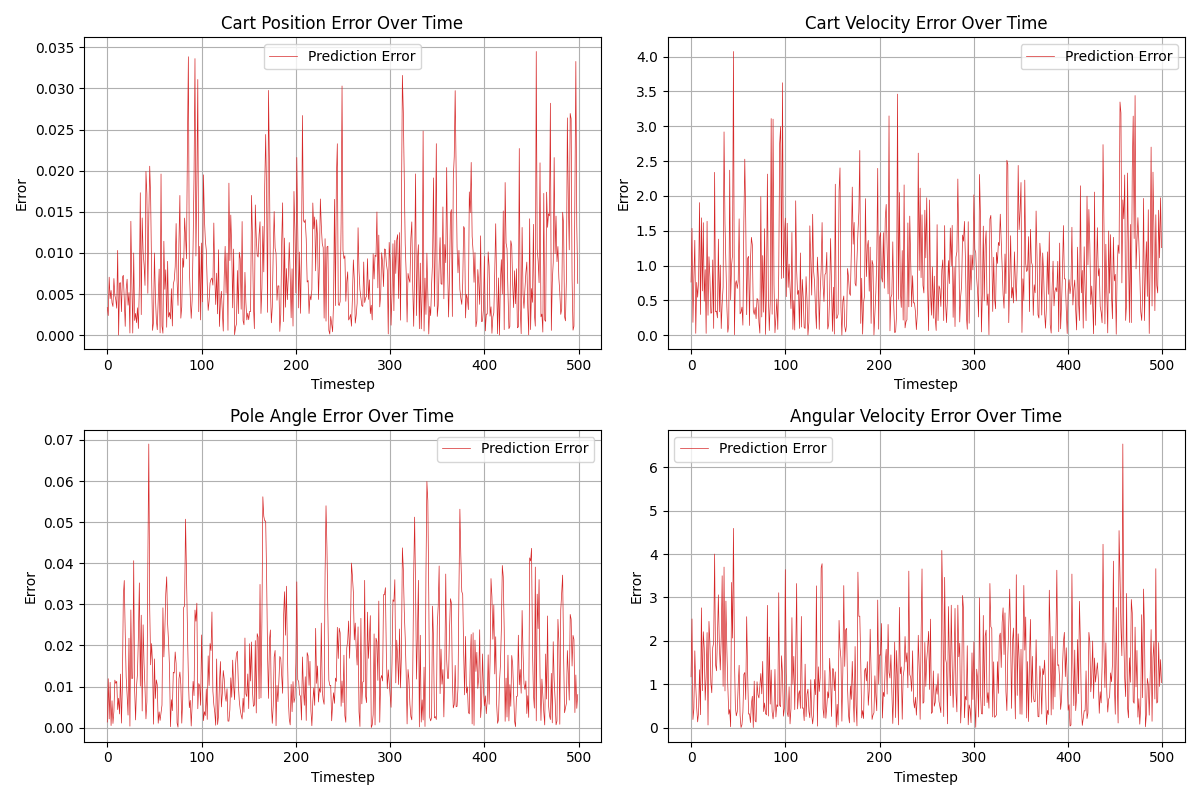 Cart Position Error Over Time
Prediction Error
0.035
0.030
0.025
0.020
0.015
0.010
0.005
0.000
Error
0 100 200 300 400 500
Timestep
Cart Velocity Error Over Time
Prediction Error
4.0
3.5
3.0
2.5
2.0
1.5
1.0
0.5
0.0
Error
0 100 200 300 400 500
Timestep
Pole Angle Error Over Time
Prediction Error
0.07
0.06
0.05
0.04
0.03
0.02
0.01
0.00
Error
0 100 200 300 400 500
Timestep
Angular Velocity Error Over Time
Prediction Error
6
5
4
3
2
1
0
Error
0 100 200 300 400 500
Timestep